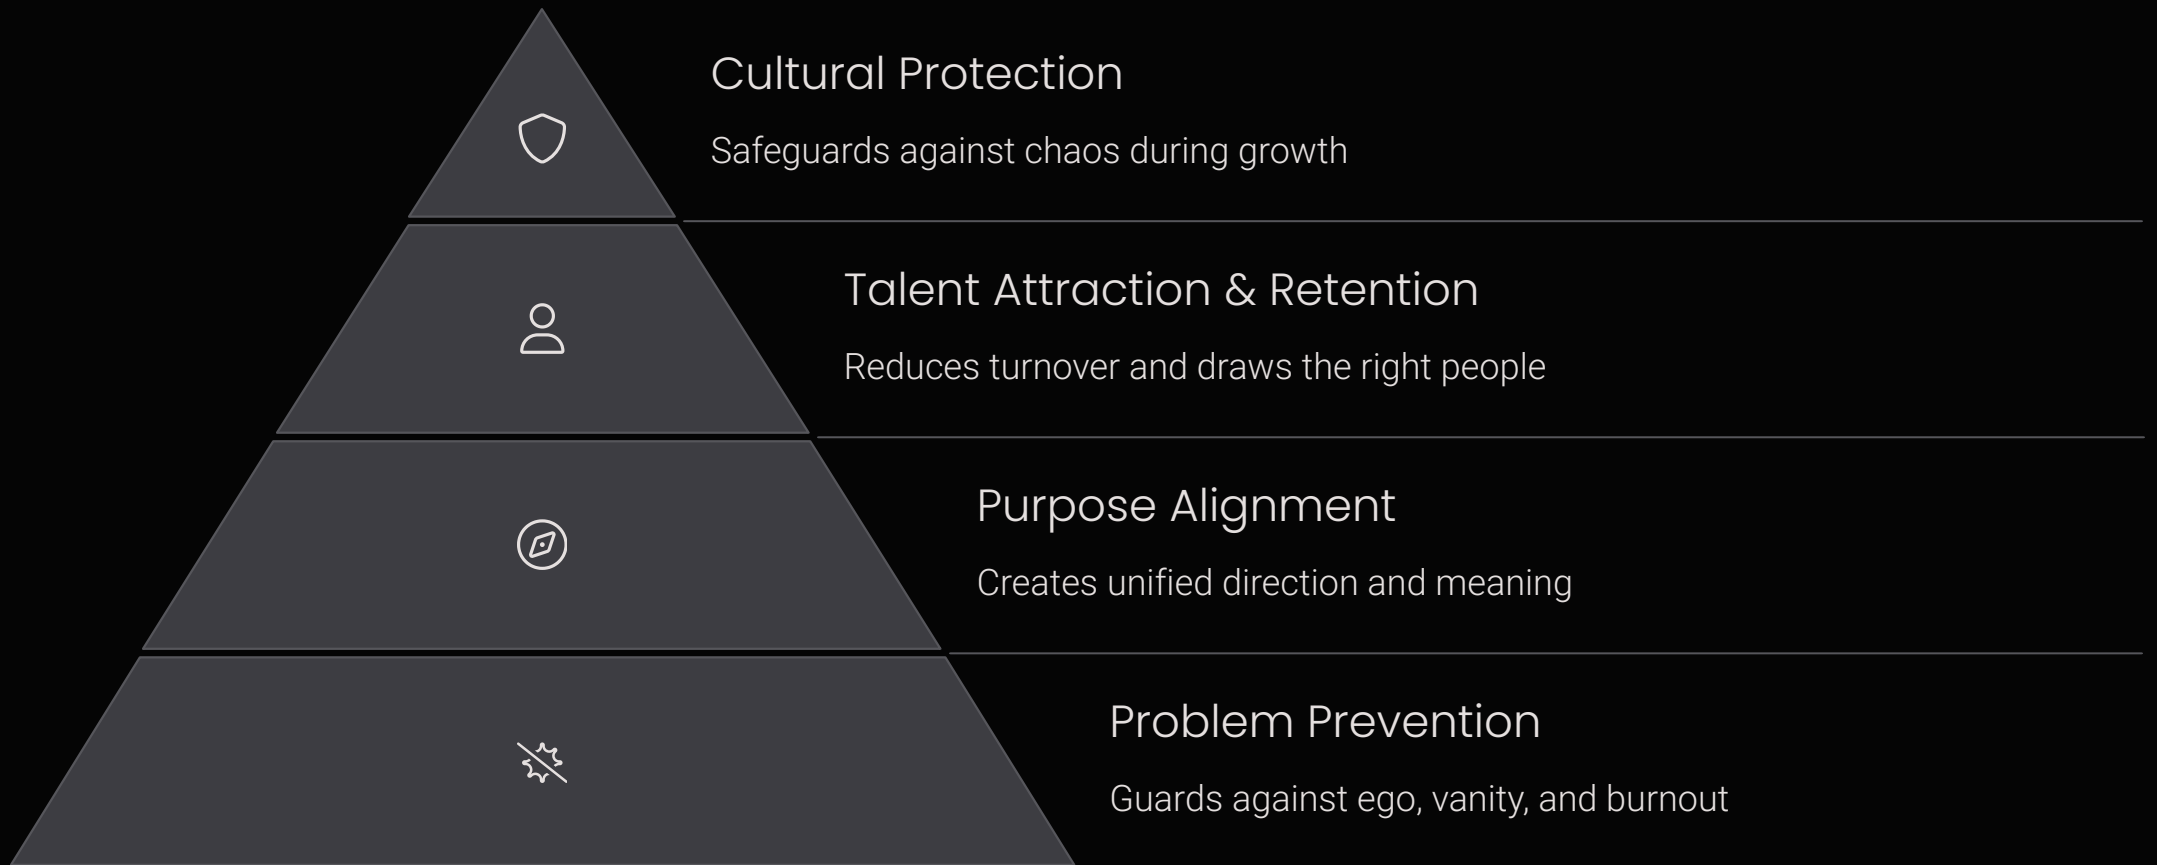 Cultural Protection
Safeguards against chaos during growth
Talent Attraction & Retention
Reduces turnover and draws the right people
Purpose Alignment
Creates unified direction and meaning
Problem Prevention
Guards against ego, vanity, and burnout